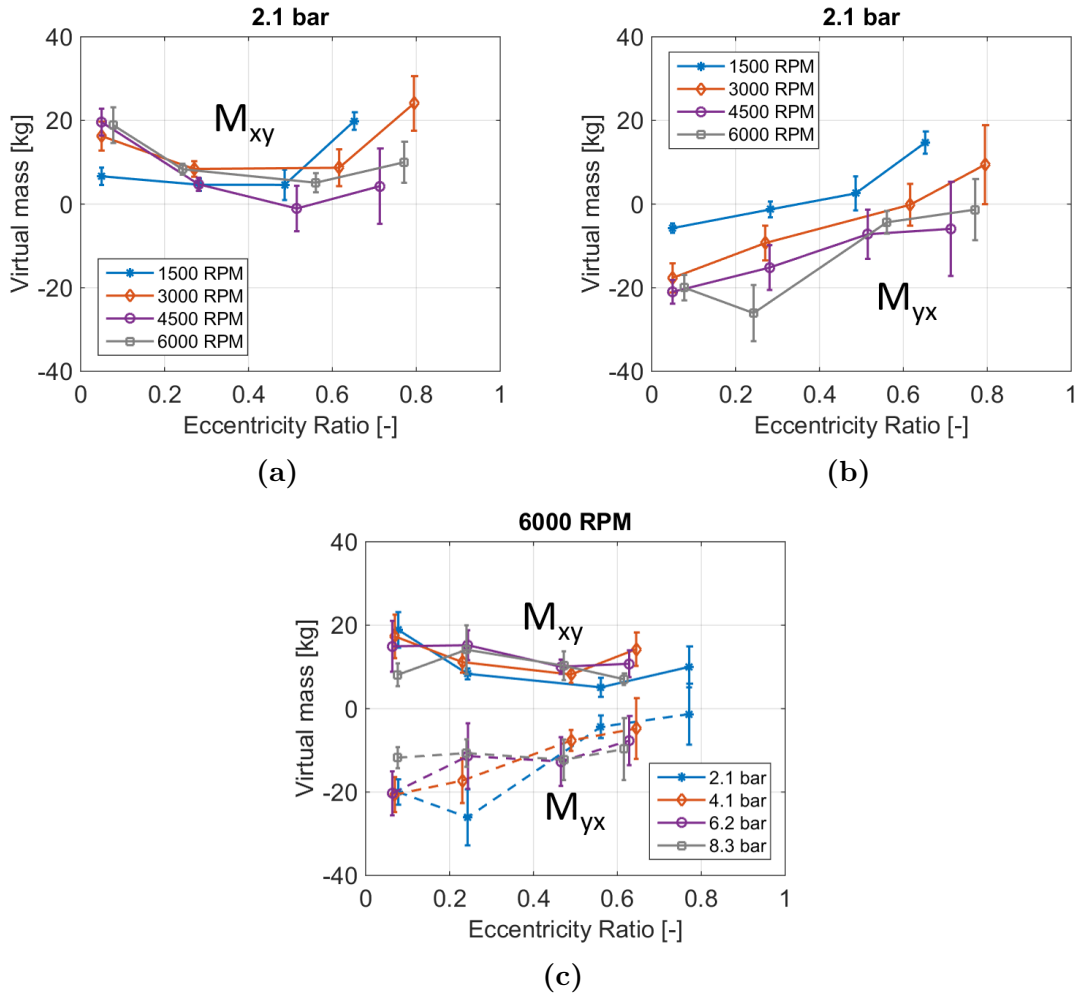 2.1 bar
40
20
0
-20
-40
Virtual mass [kg]
M_xy
1500 RPM
3000 RPM
4500 RPM
6000 RPM
0 0.2 0.4 0.6 0.8 1
Eccentricity Ratio [-]
(a)
2.1 bar
40
20
0
-20
-40
Virtual mass [kg]
1500 RPM
3000 RPM
4500 RPM
6000 RPM
M_yx
0 0.2 0.4 0.6 0.8 1
Eccentricity Ratio [-]
(b)
6000 RPM
40
20
0
-20
-40
Virtual mass [kg]
M_xy
M_yx
2.1 bar
4.1 bar
6.2 bar
8.3 bar
0 0.2 0.4 0.6 0.8 1
Eccentricity Ratio [-]
(c)